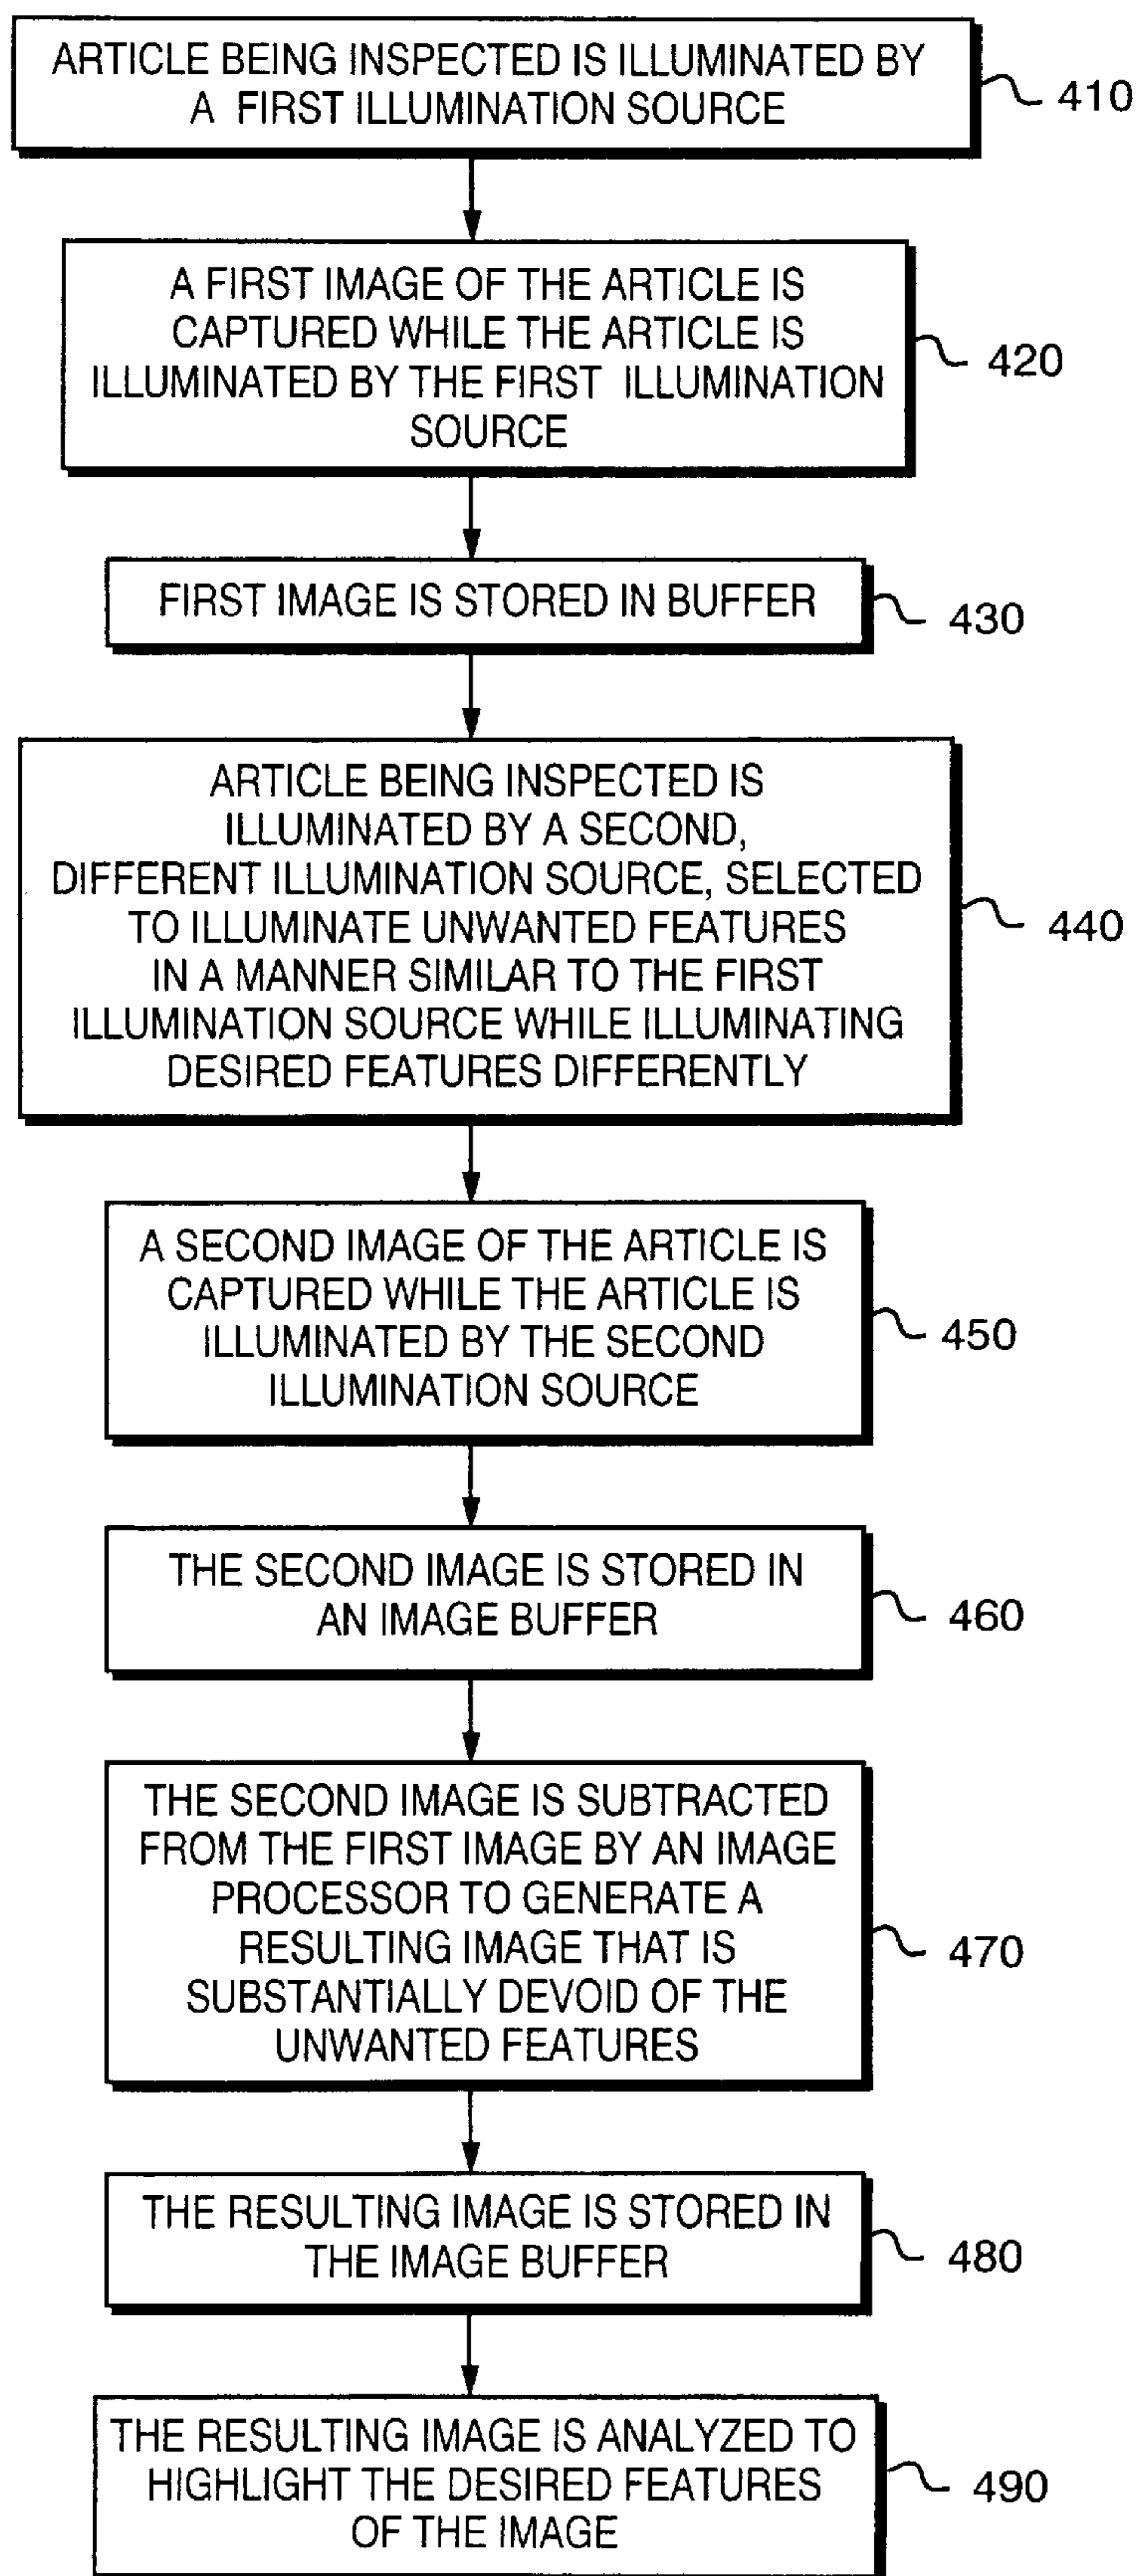 ARTICLE BEING INSPECTED IS ILLUMINATED BY
A FIRST ILLUMINATION SOURCE
410
A FIRST IMAGE OF THE ARTICLE IS
CAPTURED WHILE THE ARTICLE IS
ILLUMINATED BY THE FIRST ILLUMINATION
SOURCE
420
FIRST IMAGE IS STORED IN BUFFER
430
ARTICLE BEING INSPECTED IS
ILLUMINATED BY A SECOND,
DIFFERENT ILLUMINATION SOURCE, SELECTED
TO ILLUMINATE UNWANTED FEATURES
IN A MANNER SIMILAR TO THE FIRST
ILLUMINATION SOURCE WHILE ILLUMINATING
DESIRED FEATURES DIFFERENTLY
440
A SECOND IMAGE OF THE ARTICLE IS
CAPTURED WHILE THE ARTICLE IS
ILLUMINATED BY THE SECOND
ILLUMINATION SOURCE
450
THE SECOND IMAGE IS STORED IN
AN IMAGE BUFFER
460
THE SECOND IMAGE IS SUBTRACTED
FROM THE FIRST IMAGE BY AN IMAGE
PROCESSOR TO GENERATE A
RESULTING IMAGE THAT IS
SUBSTANTIALLY DEVOID OF THE
UNWANTED FEATURES
470
THE RESULTING IMAGE IS STORED IN
THE IMAGE BUFFER
480
THE RESULTING IMAGE IS ANALYZED TO
HIGHLIGHT THE DESIRED FEATURES
OF THE IMAGE
490